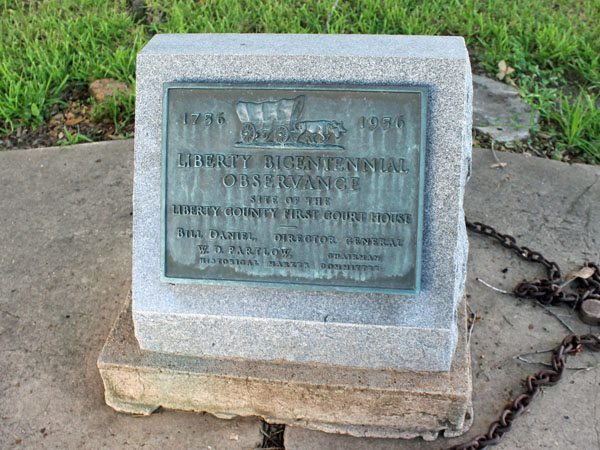 1756 1956
LIBERTY BICENTENNIAL
OBSERVANCE
SITE OF THE
LIBERTY COUNTY FIRST COURT HOUSE
BILL DANIEL, DIRECTOR GENERAL
W. D. PARTLOW, CHAIRMAN
HISTORICAL MARKER COMMITTEE